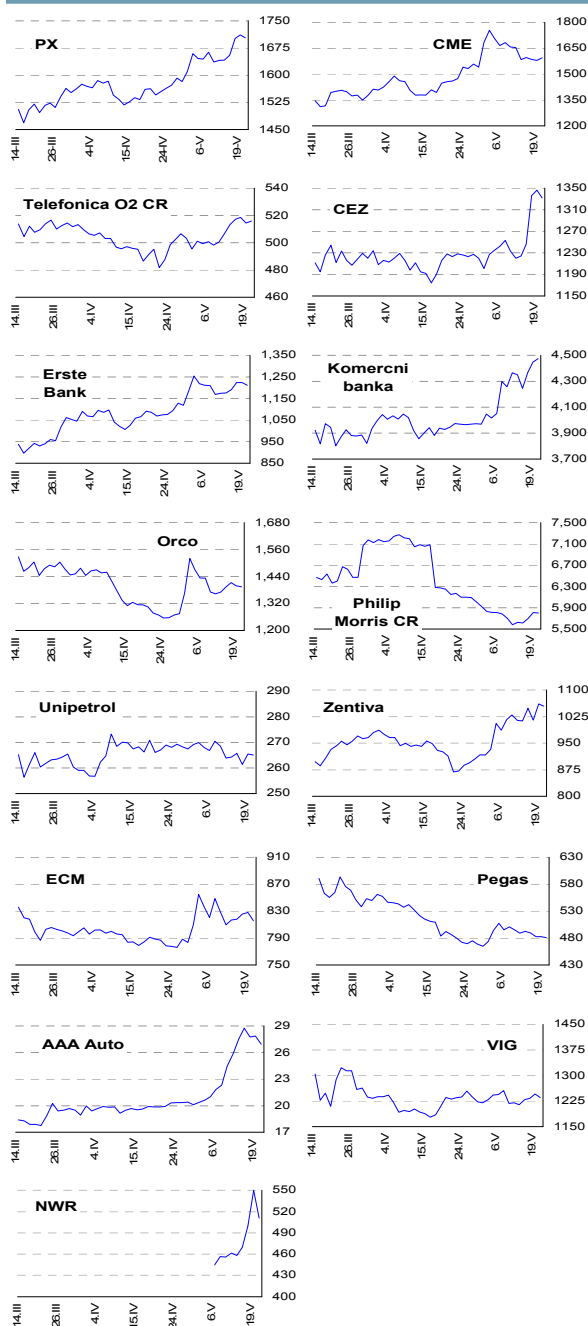 PX
1750
1675
1600
1525
1450
14-III
26-III
4-IV
15-IV
24-IV
6-V
19-V
CME
1800
1650
1500
1350
1200
14.III
26.III
4.IV
15.IV
24.IV
6.V
19.V
Telefonica O2 CR
540
520
500
480
460
14.III
26.III
4.IV
15.IV
24.IV
6.V
19.V
CEZ
1350
1310
1270
1230
1190
1150
14.III
26.III
4.IV
15.IV
24.IV
6.V
19.V
Erste
Bank
1,350
1,250
1,150
1,050
950
850
14.III
26.III
4.IV
15.IV
24.IV
6.V
19.V
Komercni
banka
4,500
4,300
4,100
3,900
3,700
14.III
26.III
4.IV
15.IV
24.IV
6.V
19.V
Orco
1,680
1,560
1,440
1,320
1,200
14.III
26.III
4.IV
15.IV
24.IV
6.V
19.V
Philip
Morris CR
7,500
7,100
6,700
6,300
5,900
5,500
14.III
26.III
4.IV
15.IV
24.IV
6.V
19.V
Unipetrol
290
280
270
260
250
14.III
26.III
4.IV
15.IV
24.IV
6.V
19.V
Zentiva
1100
1025
950
875
800
14.III
26.III
4.IV
15.IV
24.IV
6.V
19.V
ECM
910
870
830
790
750
14.III
26.III
4.IV
15.IV
24.IV
6.V
19.V
Pegas
630
580
530
480
430
14.III
26.III
4.IV
15.IV
24.IV
6.V
19.V
AAA Auto
29
26
23
20
17
14.III
26.III
4.IV
15.IV
24.IV
6.V
19.V
VIG
1450
1375
1300
1225
1150
14.III
26.III
4.IV
15.IV
24.IV
6.V
19.V
NWR
550
520
490
460
430
400
14.III
26.III
4.IV
15.IV
24.IV
6.V
19.V